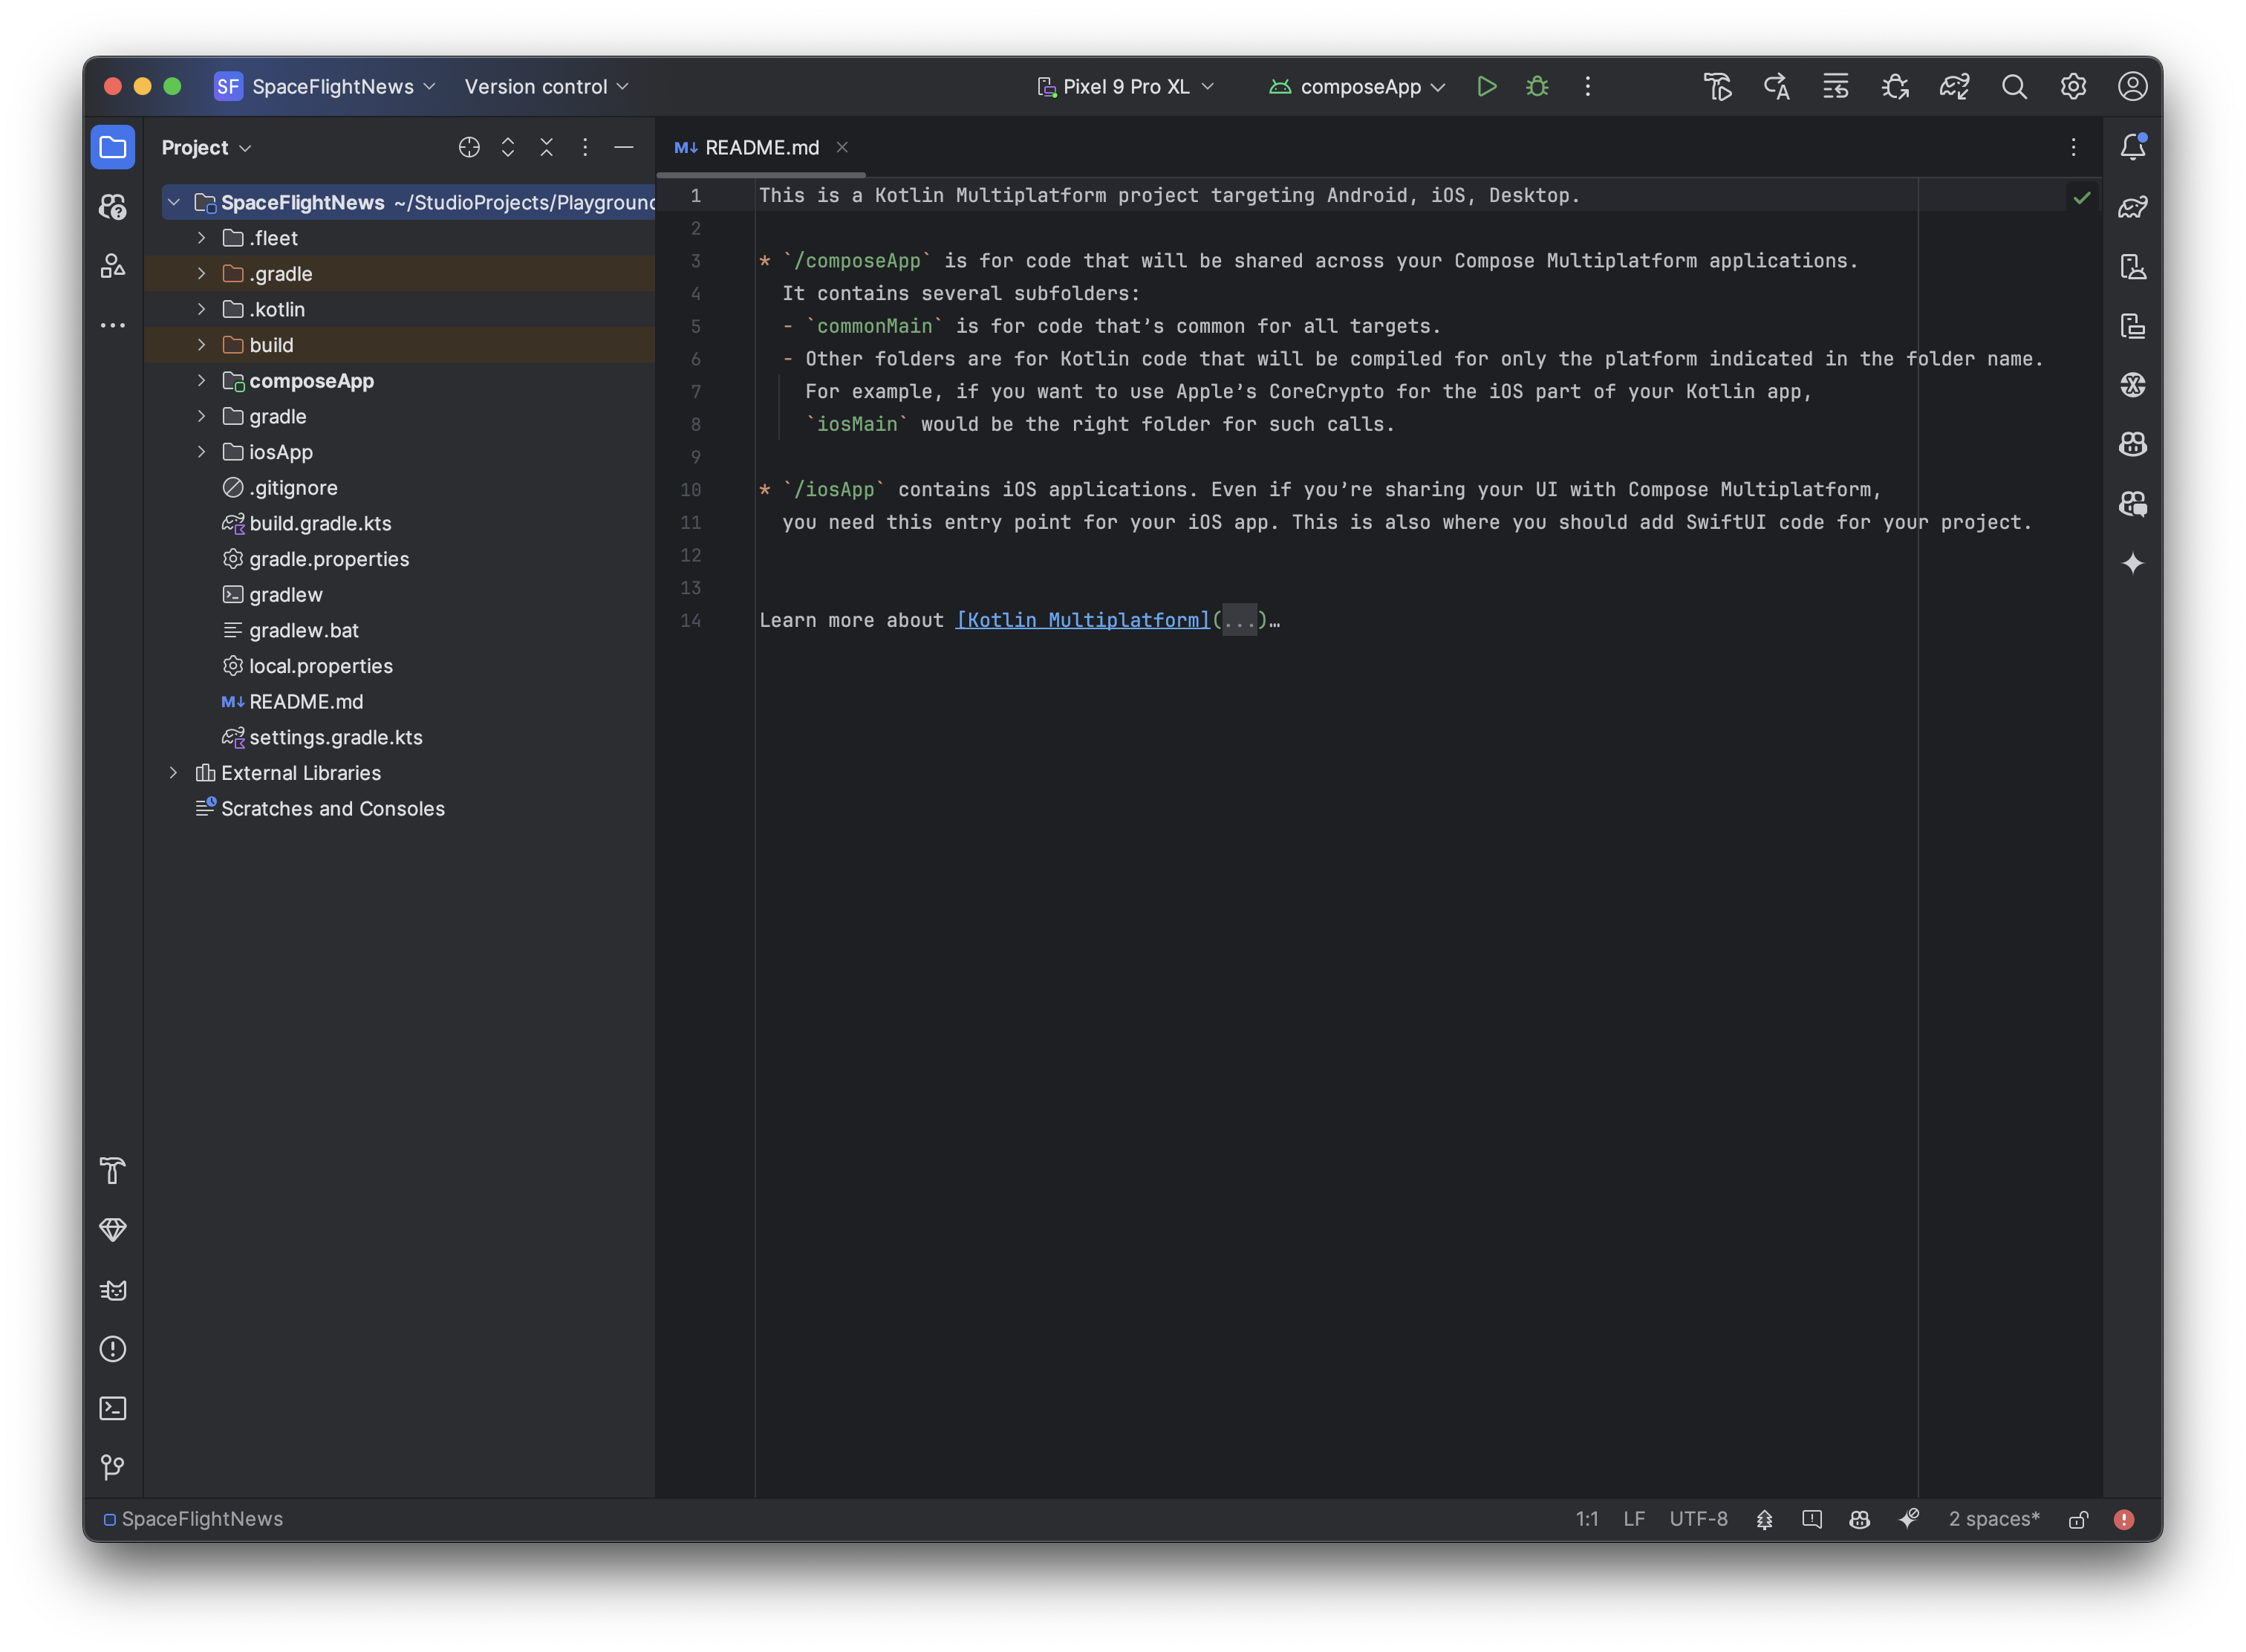 SF SpaceFlightNews Version control Pixel 9 Pro XL composeApp
Project
README.md
SpaceFlightNews ~/StudioProjects/Playground
.fleet
.gradle
.kotlin
build
composeApp
gradle
iosApp
.gitignore
build.gradle.kts
gradle.properties
gradlew
gradlew.bat
local.properties
M↓ README.md
settings.gradle.kts
External Libraries
Scratches and Consoles
M↓ README.md
1 This is a Kotlin Multiplatform project targeting Android, iOS, Desktop.
2
3 * `/composeApp` is for code that will be shared across your Compose Multiplatform applications.
4 It contains several subfolders:
5 - `commonMain` is for code that’s common for all targets.
6 - Other folders are for Kotlin code that will be compiled for only the platform indicated in the folder name.
7 For example, if you want to use Apple’s CoreCrypto for the iOS part of your Kotlin app,
8 `iosMain` would be the right folder for such calls.
9
10 * `/iosApp` contains iOS applications. Even if you’re sharing your UI with Compose Multiplatform,
11 you need this entry point for your iOS app. This is also where you should add SwiftUI code for your project.
12
13
14 Learn more about [Kotlin Multiplatform](...)…
SpaceFlightNews 1:1 LF UTF-8 2 spaces*